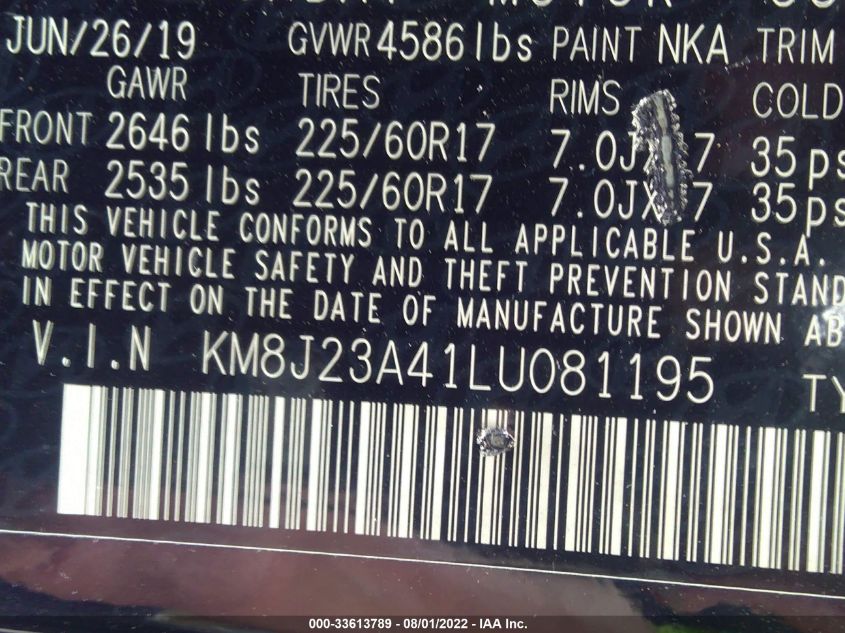 MOTOR
JUN/26/19 GVWR 4586 lbs PAINT NKA TRIM
GAWR TIRES RIMS COLD
FRONT 2646 lbs 225/60R17 7.0J 7 35 ps
REAR 2535 lbs 225/60R17 7.0JX 7 35 ps
THIS VEHICLE CONFORMS TO ALL APPLICABLE U.S.A.
MOTOR VEHICLE SAFETY AND THEFT PREVENTION STAND
IN EFFECT ON THE DATE OF MANUFACTURE SHOWN AB
V.I.N KM8J23A41LU081195 TY
000-33613789 - 08/01/2022 - IAA Inc.